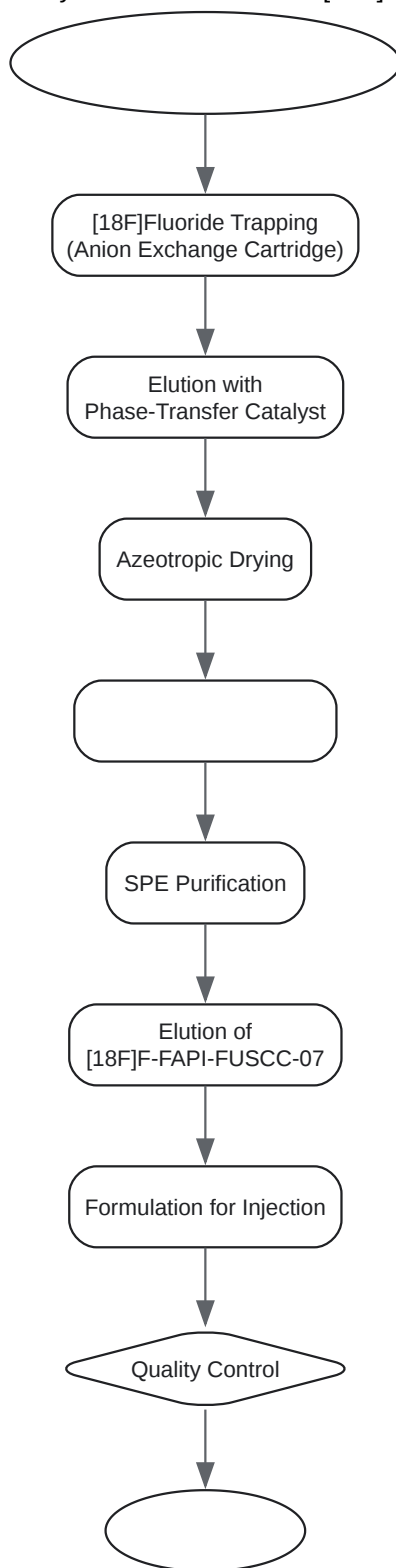 [18F]Fluoride Trapping
(Anion Exchange Cartridge)
Elution with
Phase-Transfer Catalyst
Azeotropic Drying
SPE Purification
Elution of
[18F]F-FAPI-FUSCC-07
Formulation for Injection
Quality Control